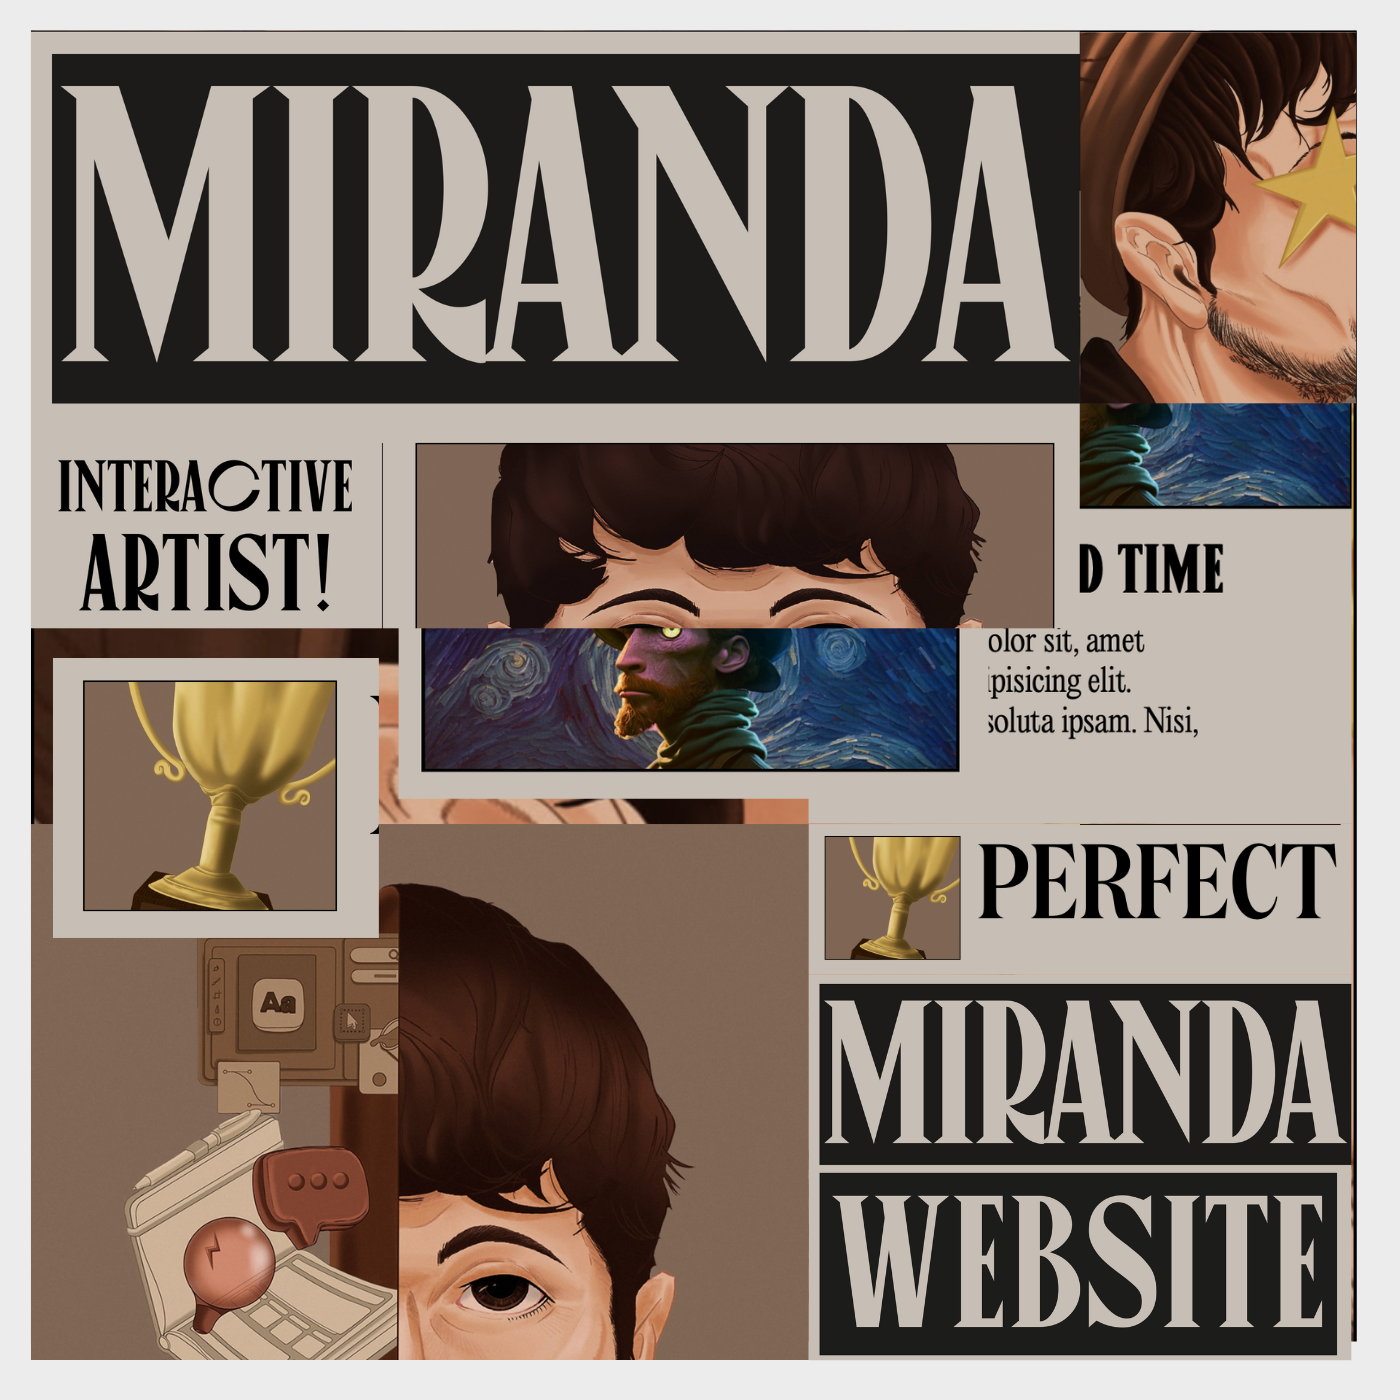 MIRANDA
INTERACTIVE
ARTIST!
D TIME
olor sit, amet
ipisicing elit.
soluta ipsam. Nisi,
PERFECT
Aa
MIRANDA
WEBSITE